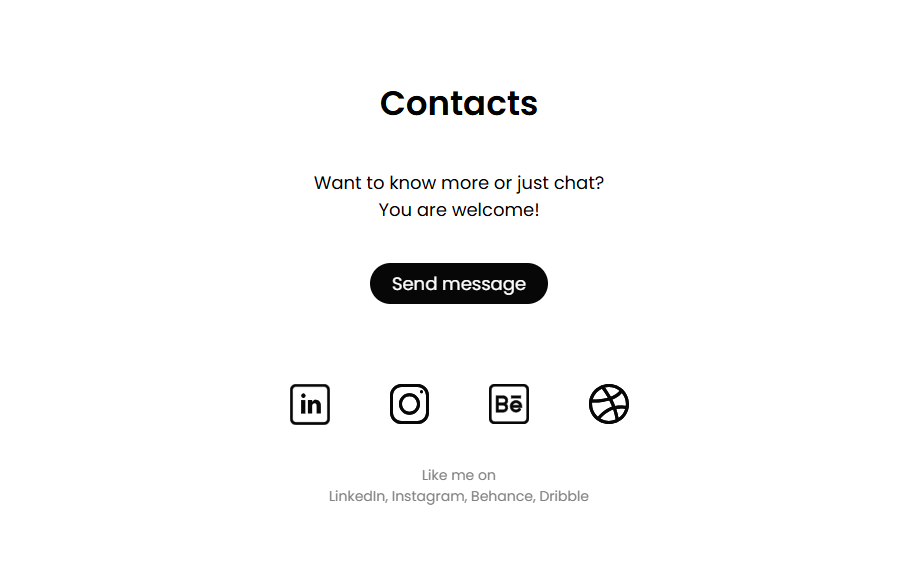 Contacts
Want to know more or just chat?
You are welcome!
Send message
in
Bē
Like me on
LinkedIn, Instagram, Behance, Dribble